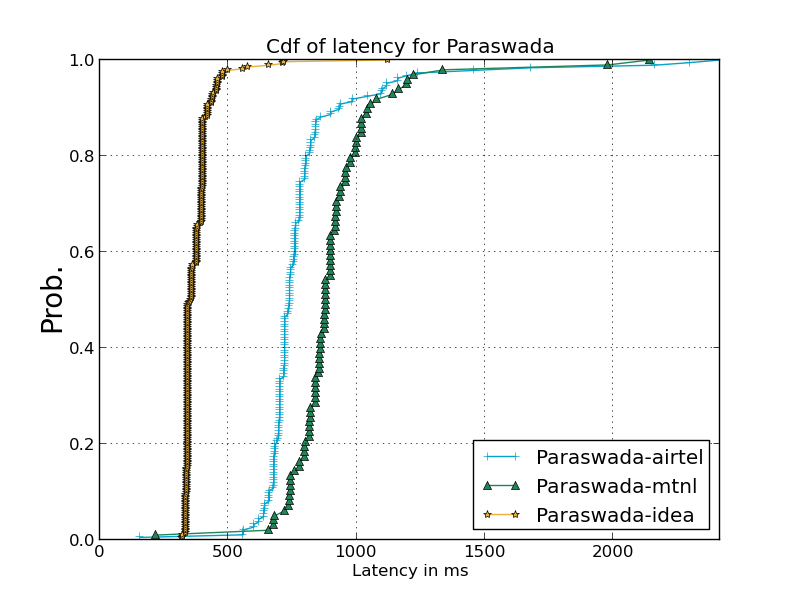 Cdf of latency for Paraswada
1.0
0.8
0.6
0.4
0.2
0.0
Prob.
0 500 1000 1500 2000
Latency in ms
Paraswada-airtel
Paraswada-mtnl
Paraswada-idea